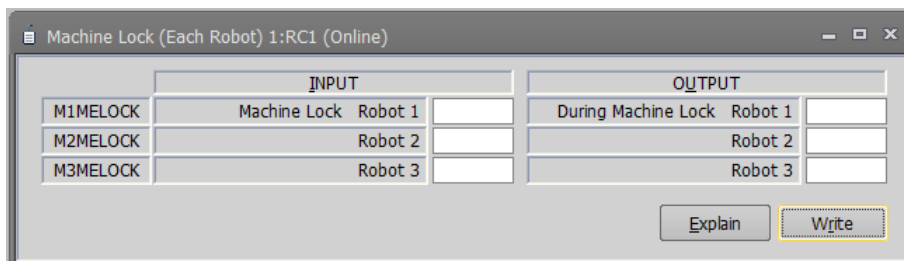 Machine Lock (Each Robot) 1:RC1 (Online)
INPUT OUTPUT
M1MELOCK Machine Lock Robot 1 During Machine Lock Robot 1
M2MELOCK Robot 2 Robot 2
M3MELOCK Robot 3 Robot 3
Explain Write